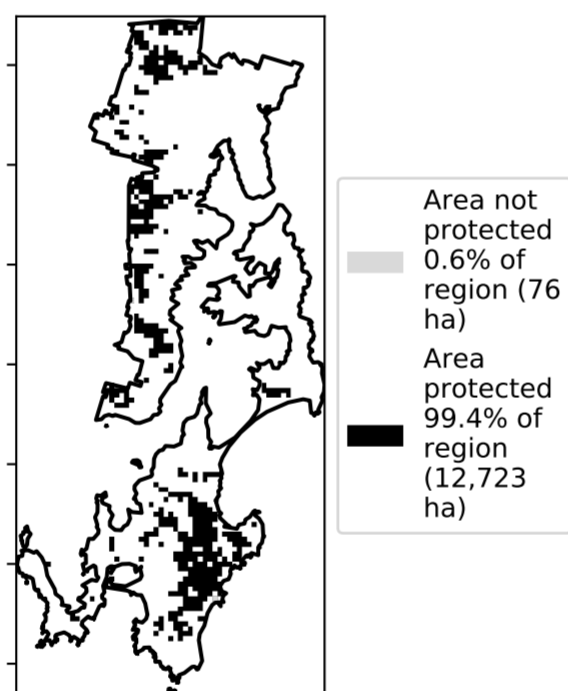 Area not
protected
0.6% of
region (76
ha)
Area
protected
99.4% of
region
(12,723
ha)